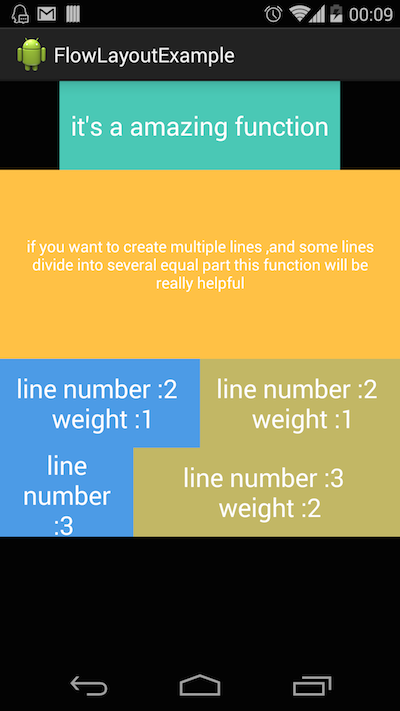 00:09
FlowLayoutExample
it's a amazing function
if you want to create multiple lines ,and some lines
divide into several equal part this function will be
really helpful
line number :2
weight :1
line number :2
weight :1
line
number
:3
line number :3
weight :2